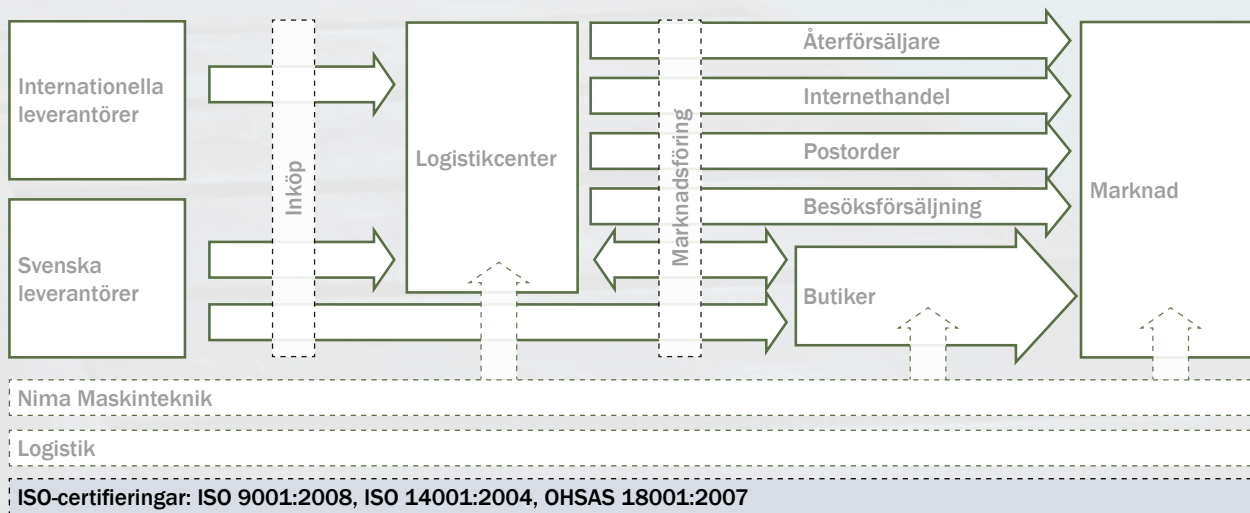 Internationella
leverantörer
Svenska
leverantörer
Inköp
Logistikcenter
Marknadsföring
Återförsäljare
Internethandel
Postorder
Besöksförsäljning
Butiker
Marknad
Nima Maskinteknik
Logistik
ISO-certifieringar: ISO 9001:2008, ISO 14001:2004, OHSAS 18001:2007